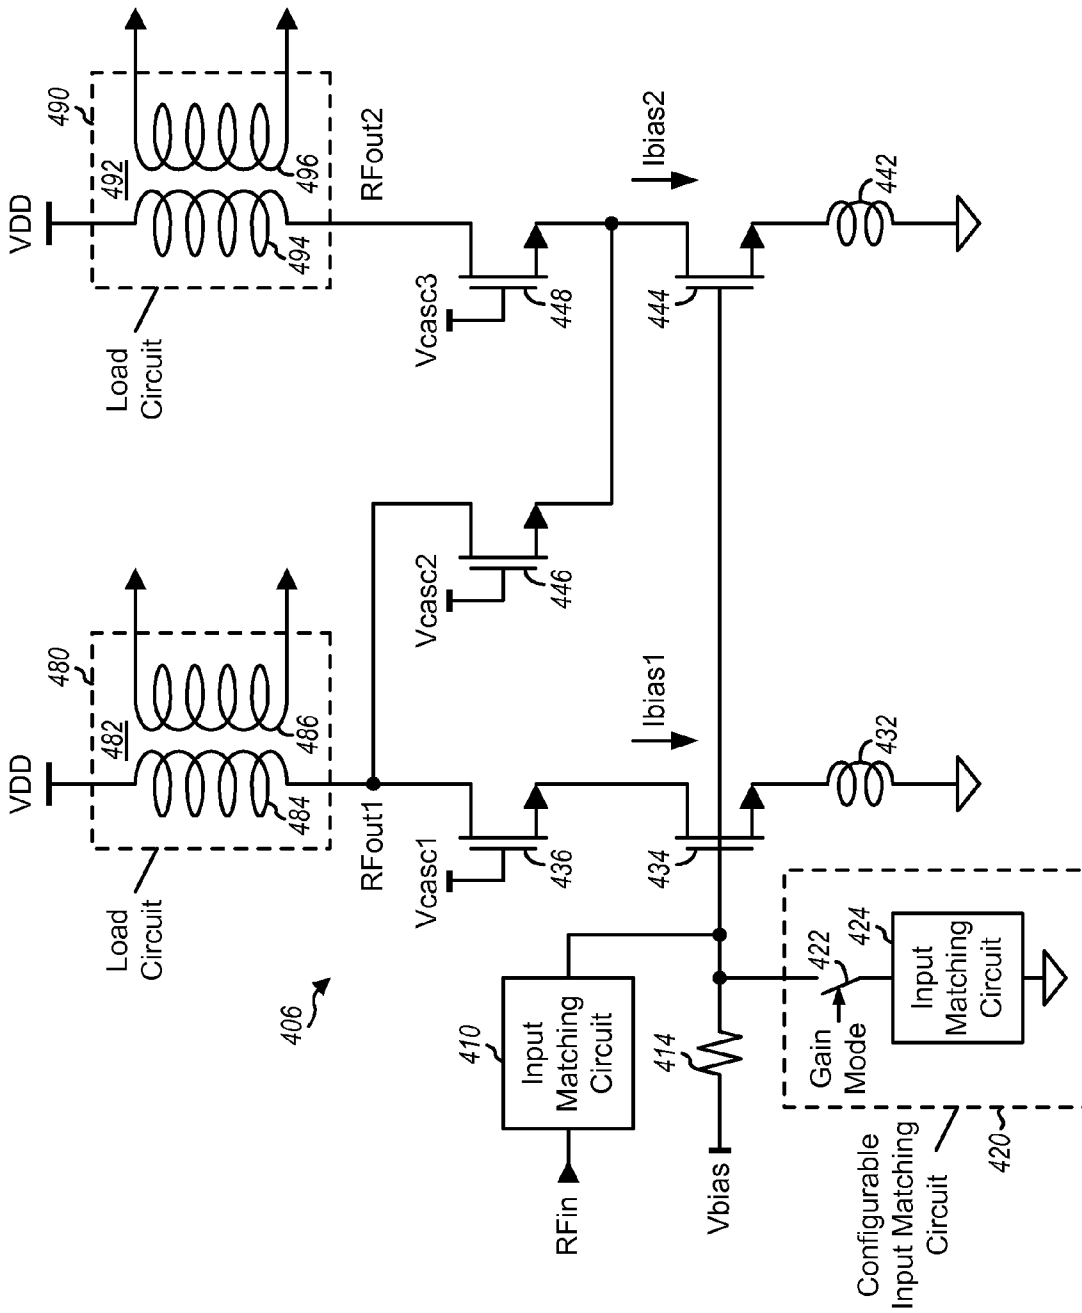 VDD
480
482
484
486
Load
Circuit
VDD
490
492
494
496
Load
Circuit
406
RFout1
RFout2
Vcasc1
436
Vcasc2
446
Vcasc3
448
RFin
410
Input
Matching
Circuit
434
Ibias1
444
Ibias2
Vbias
414
432
442
Gain
Mode
422
424
Input
Matching
Circuit
Configurable
Input Matching
Circuit
420